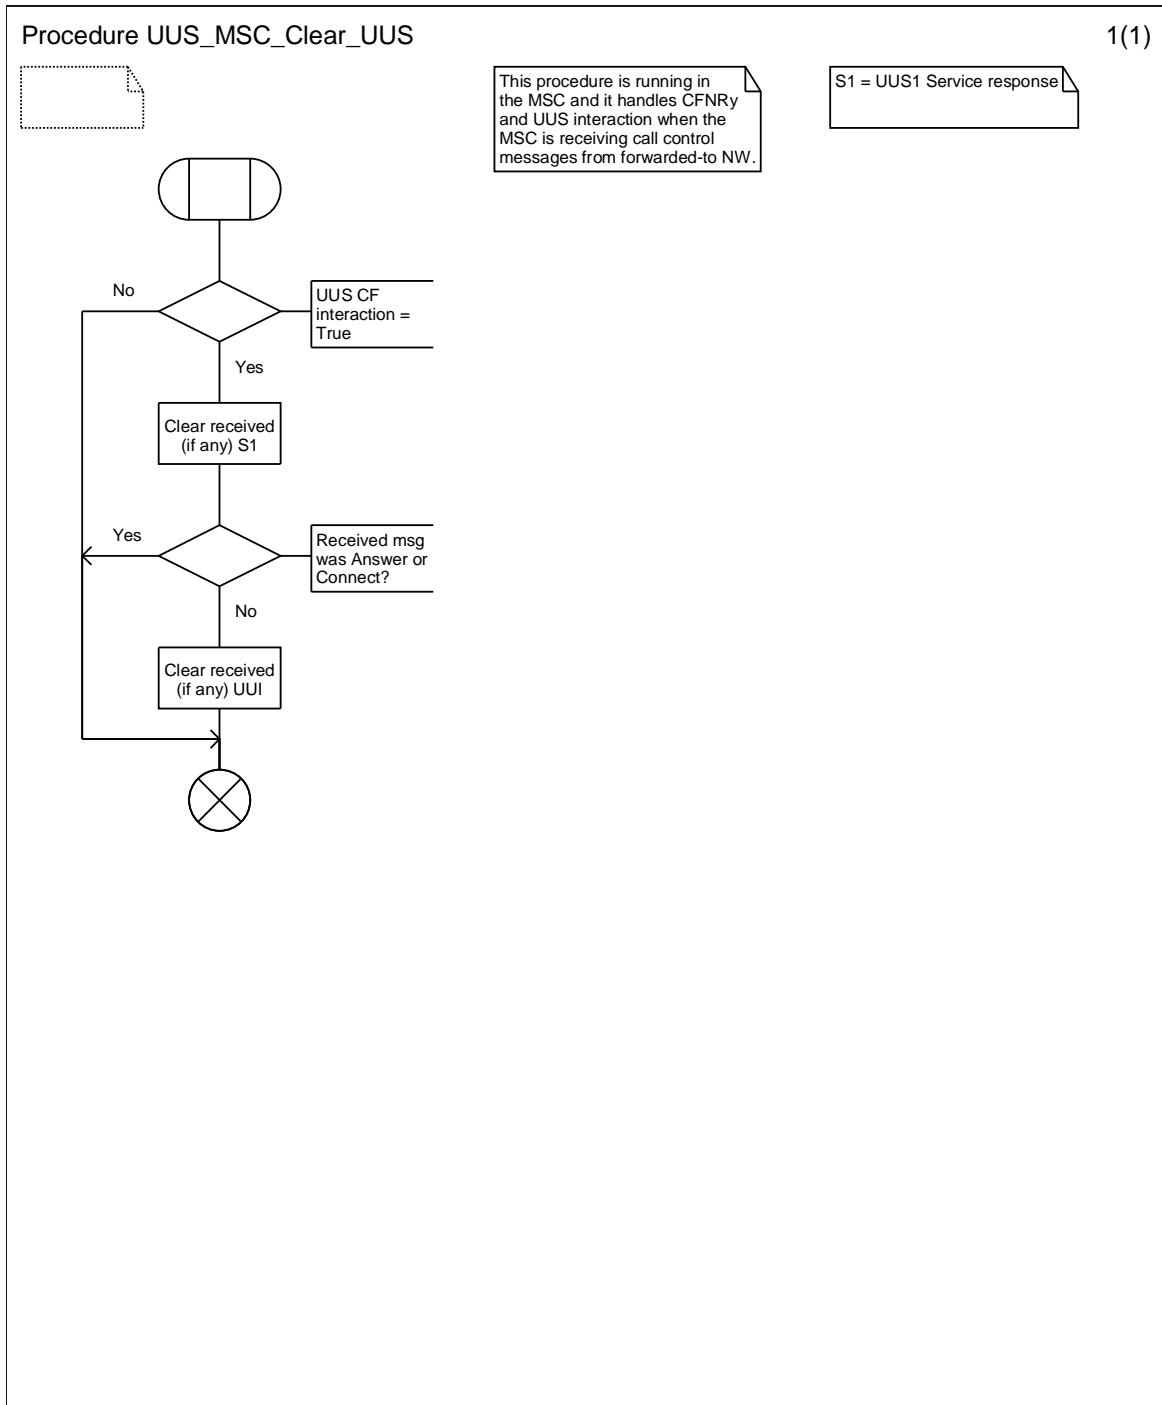 Procedure UUS_MSC_Clear_UUS
1(1)
This procedure is running in
the MSC and it handles CFNRy
and UUS interaction when the
MSC is receiving call control
messages from forwarded-to NW.
S1 = UUS1 Service response
No
UUS CF
interaction =
True
Yes
Clear received
(if any) S1
Yes
Received msg
was Answer or
Connect?
No
Clear received
(if any) UUI